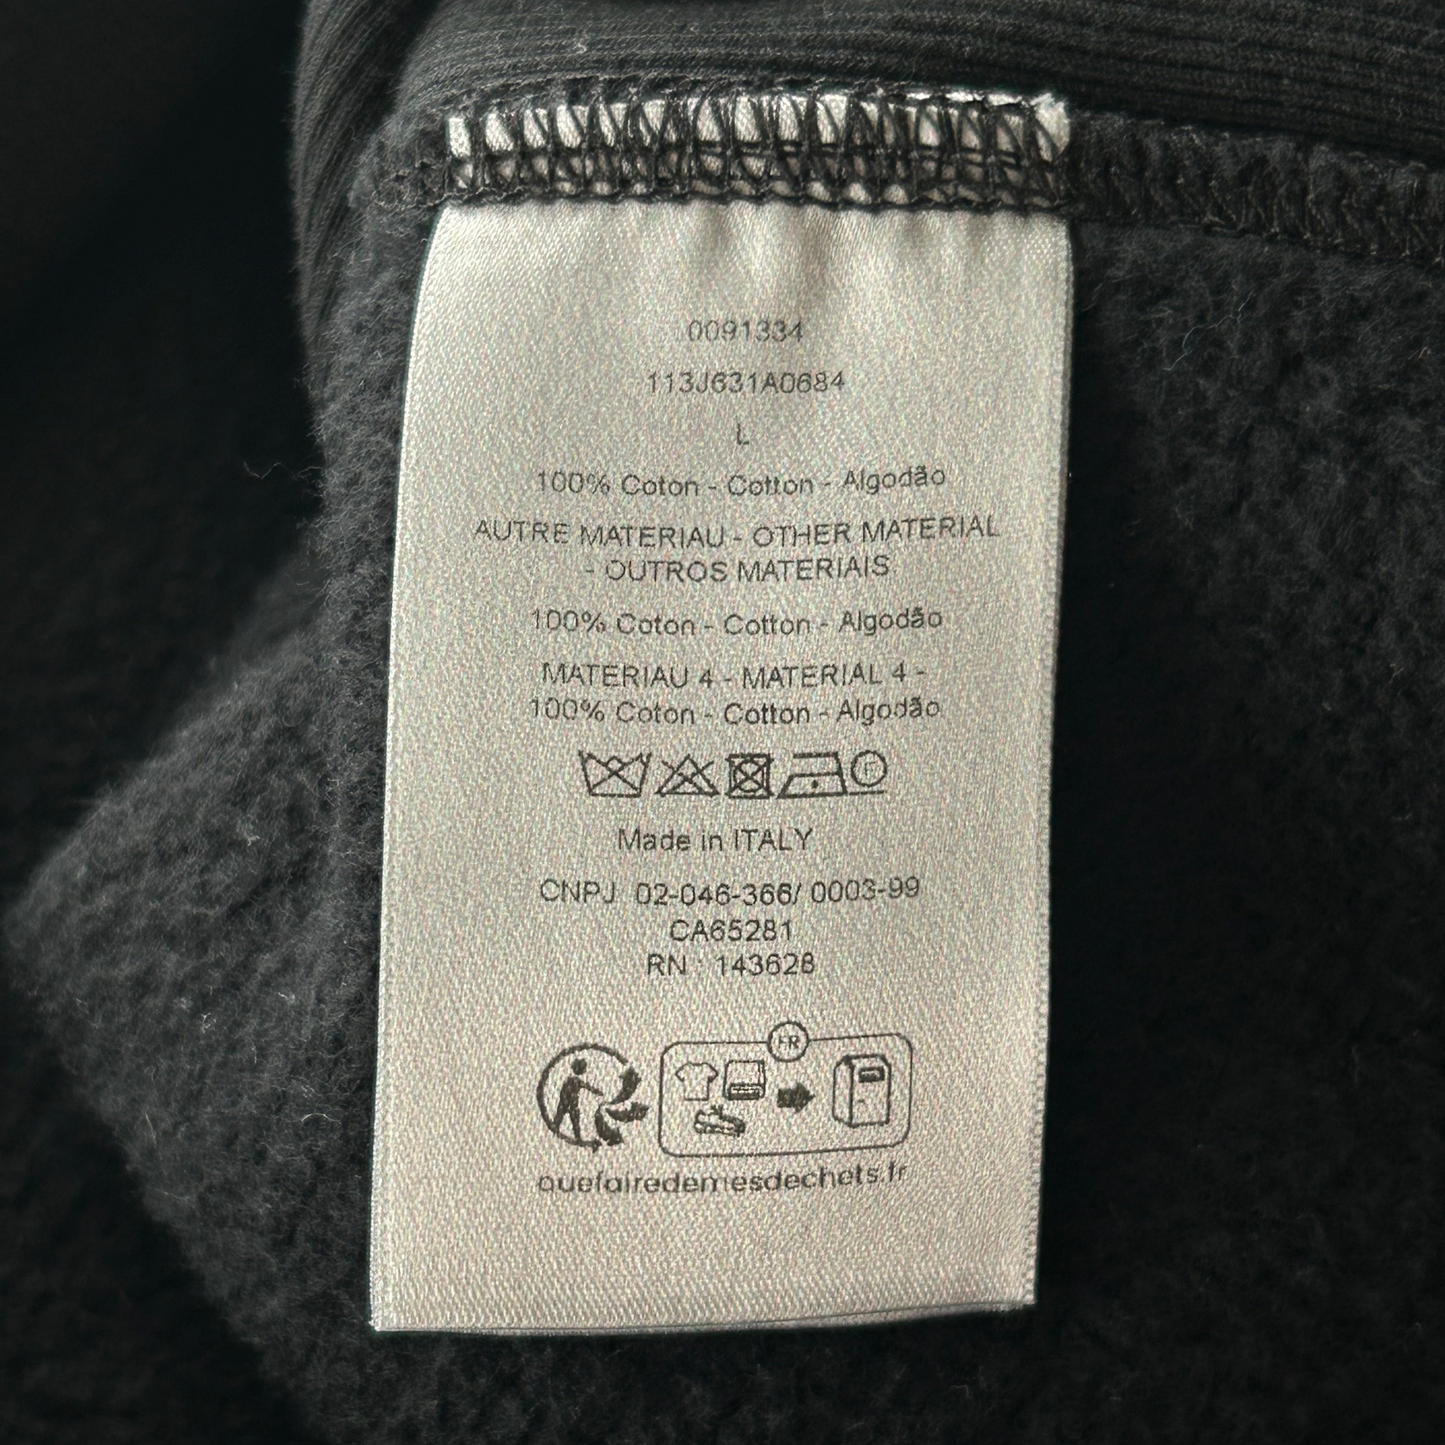 0091334
113J631A0684
L
100% Coton - Cotton - Algodão
AUTRE MATERIAU - OTHER MATERIAL
- OUTROS MATERIAIS
100% Coton - Cotton - Algodão
MATERIAU 4 - MATERIAL 4 -
100% Coton - Cotton - Algodão
F
Made in ITALY
CNPJ 02-046-366/ 0003-99
CA65281
RN : 143628
FR
quefairedemesdechets.fr